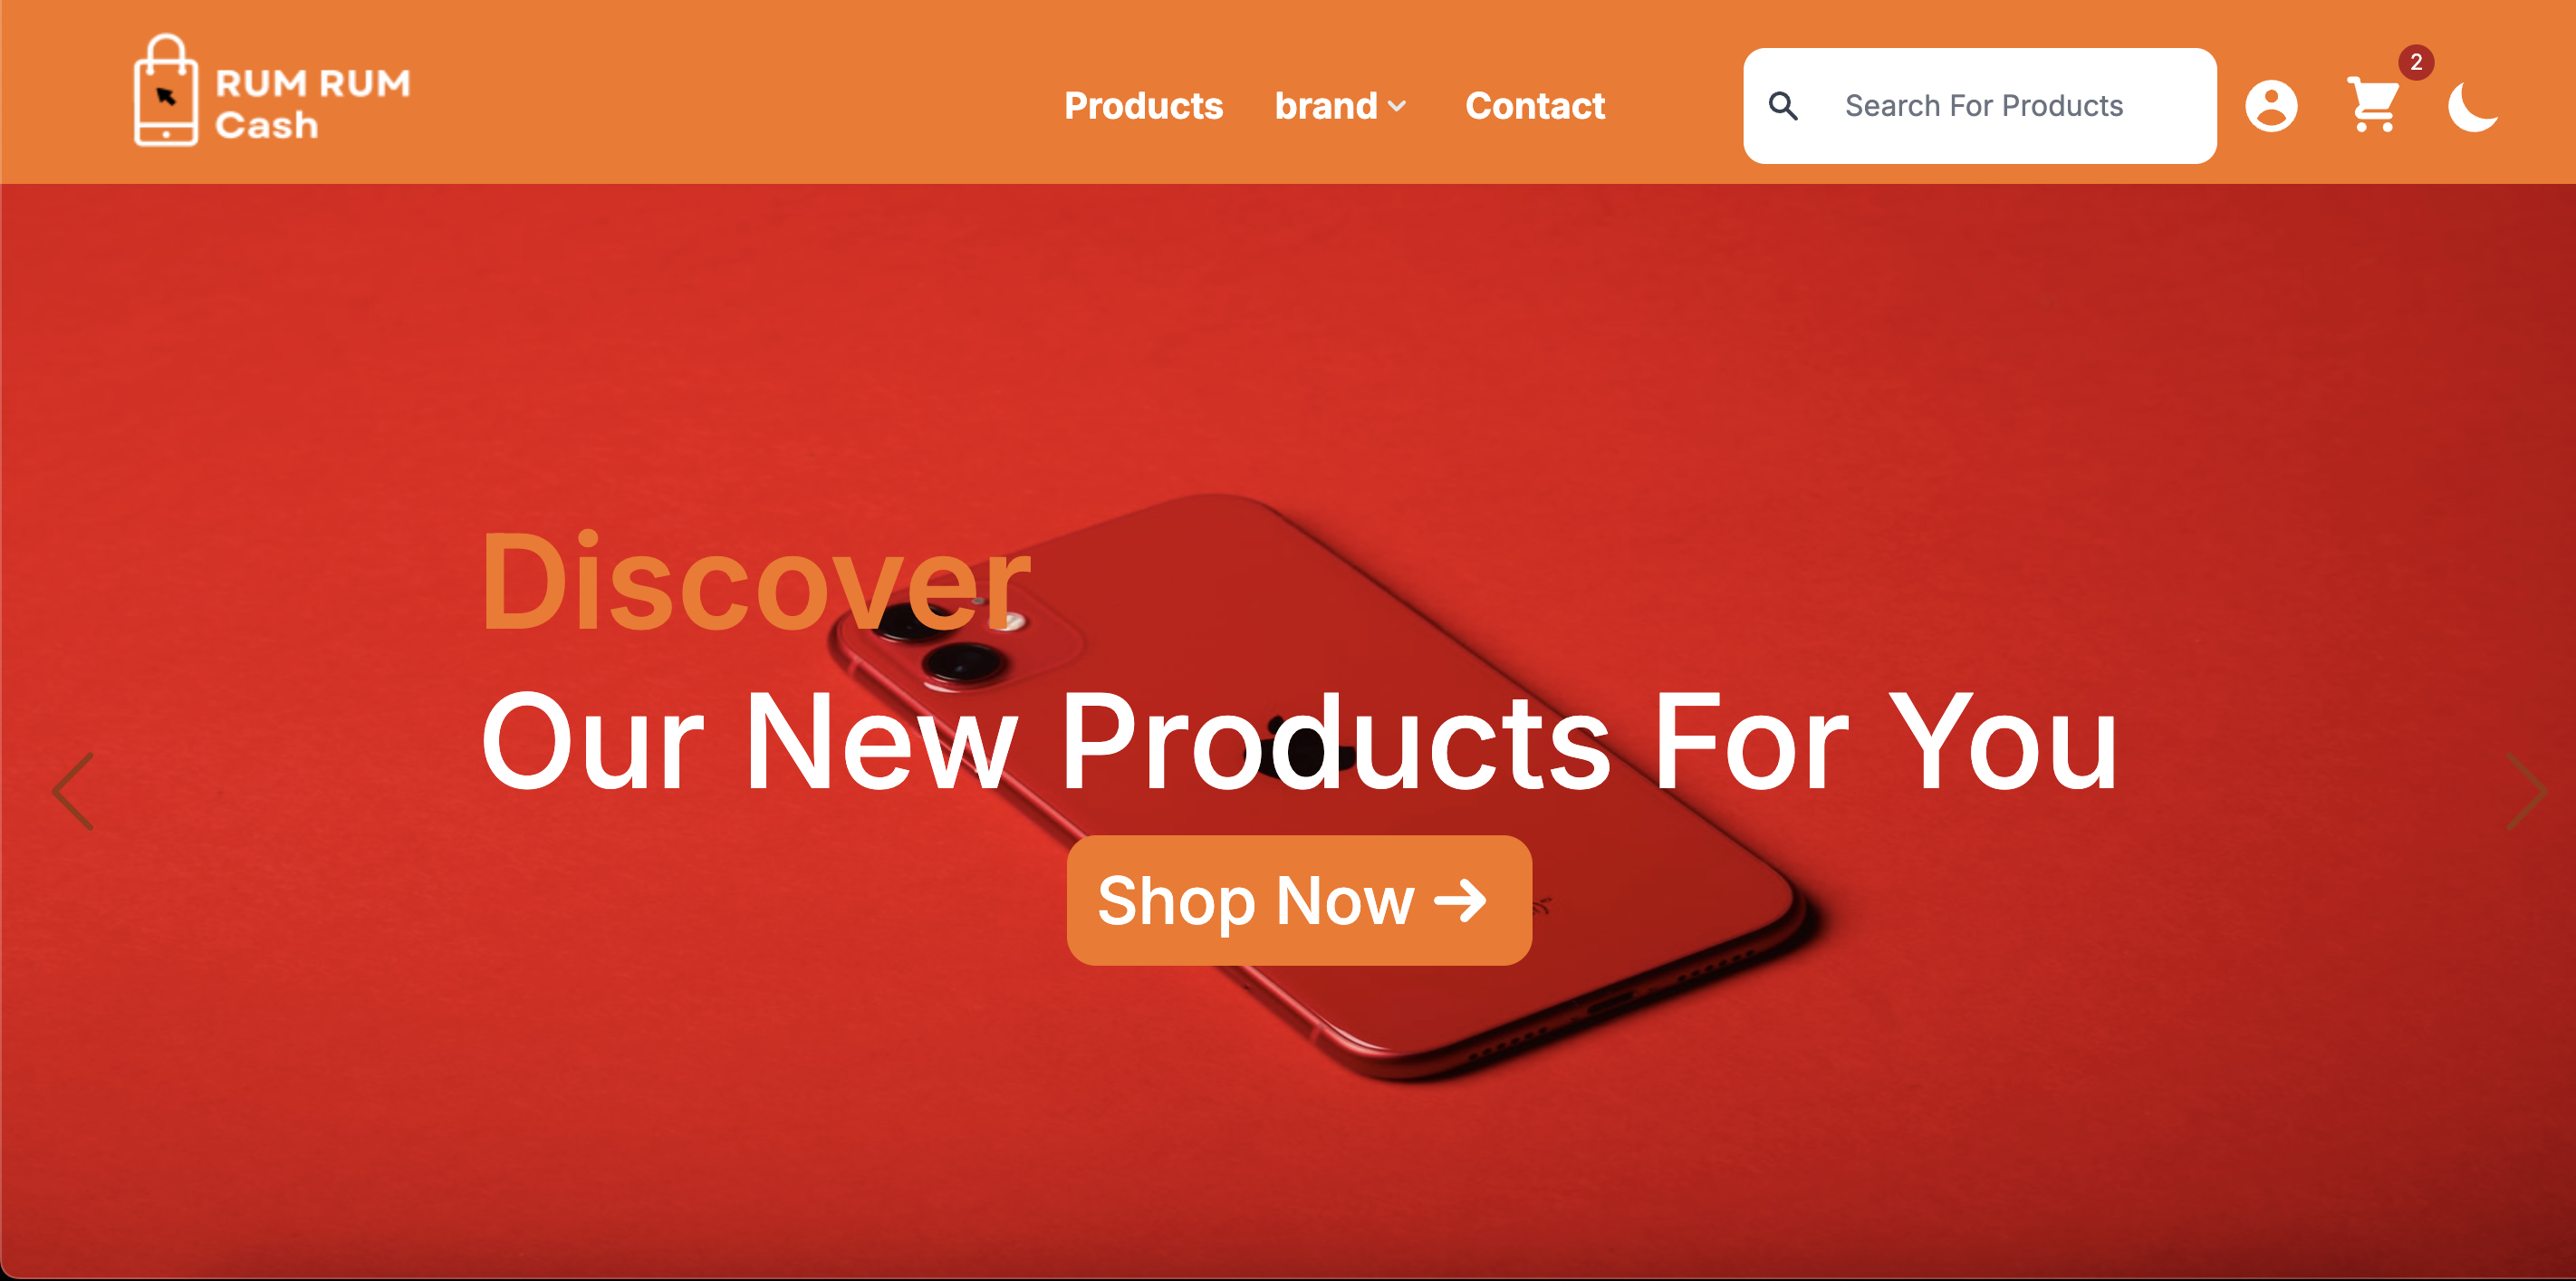 RUM RUM
Cash
Products
brand
Contact
Search For Products
2
Discover
Our New Products For You
Shop Now